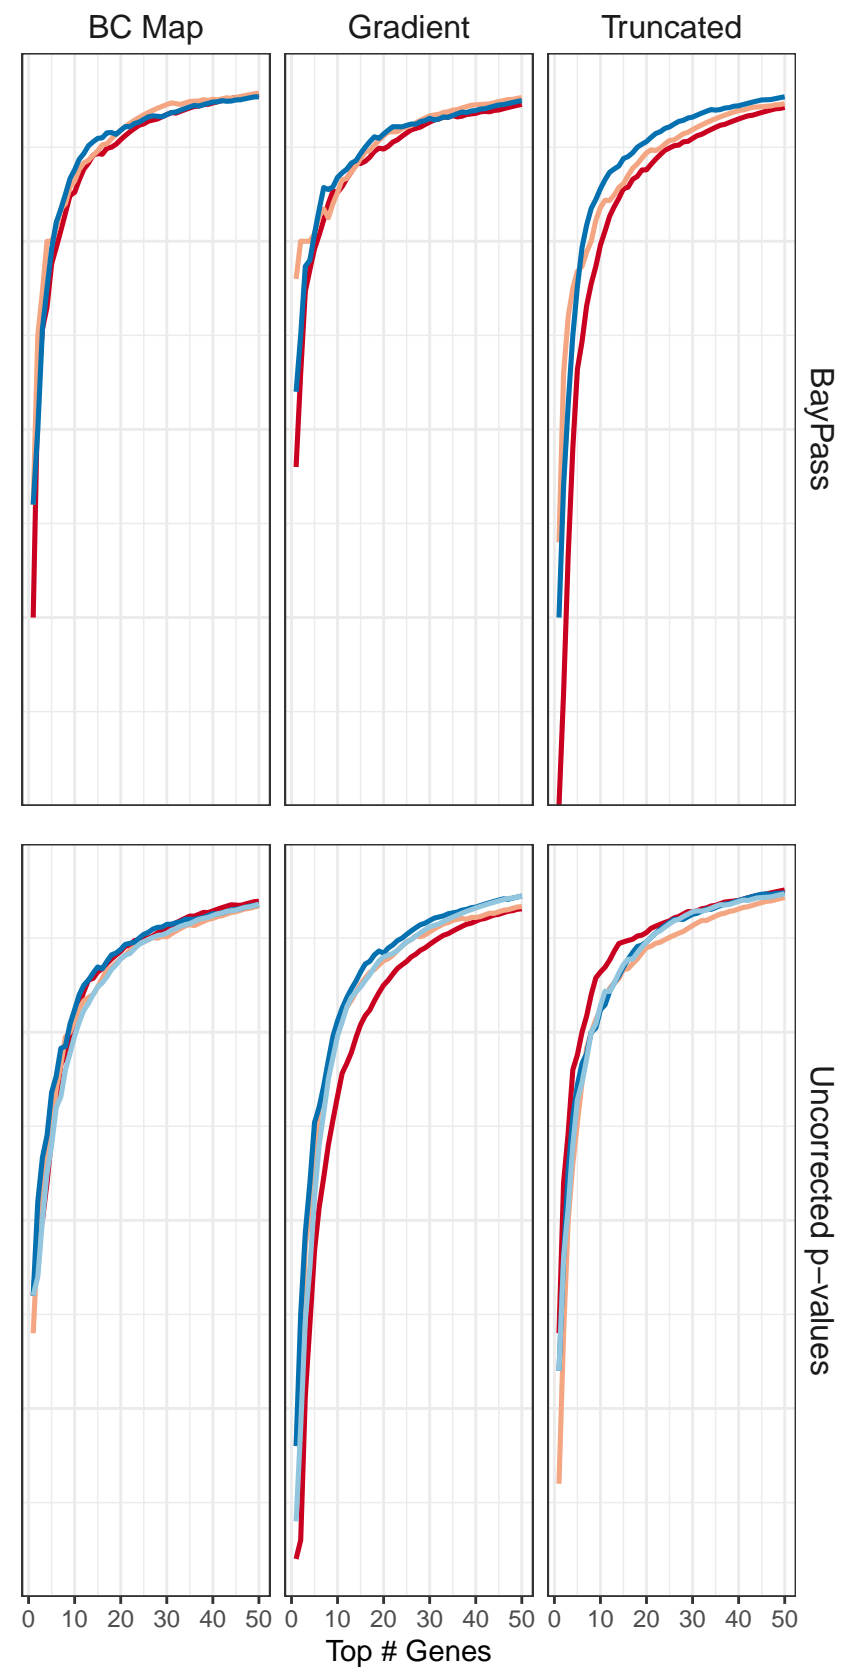 BC Map Gradient Truncated
BayPass
Uncorrected p−values
0 10 20 30 40 50 0 10 20 30 40 50 0 10 20 30 40 50
Top # Genes